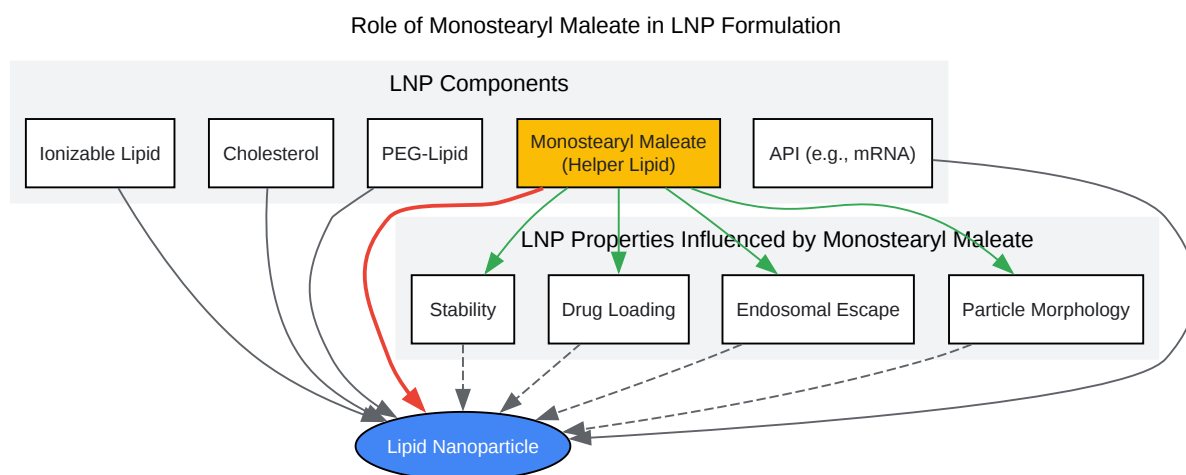 Role of Monostearyl Maleate in LNP Formulation
LNP Components
Ionizable Lipid
Cholesterol
PEG-Lipid
Monostearyl Maleate
(Helper Lipid)
API (e.g., mRNA)
LNP Properties Influenced by Monostearyl Maleate
Stability
Drug Loading
Endosomal Escape
Particle Morphology
Lipid Nanoparticle